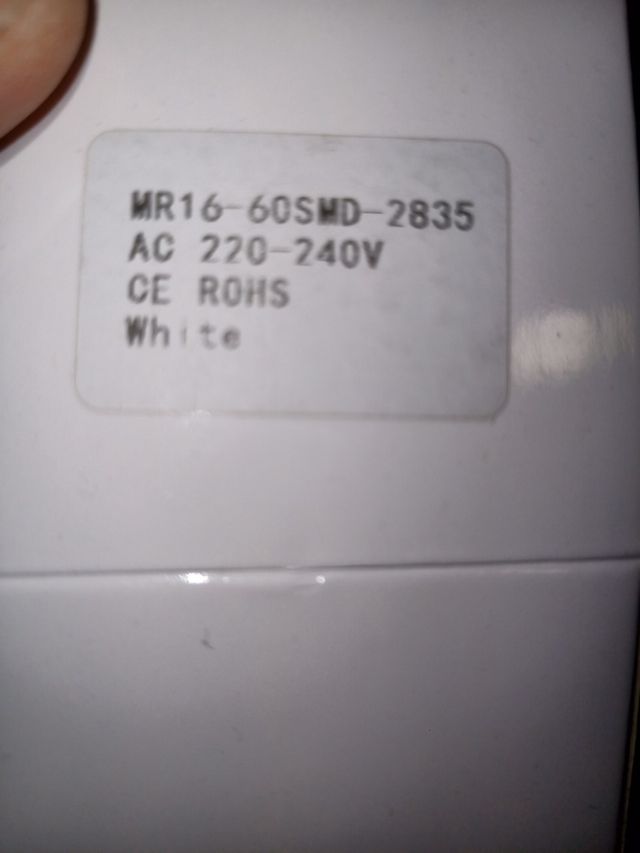 MR16-60SMD-2835
AC 220-240V
CE ROHS
White